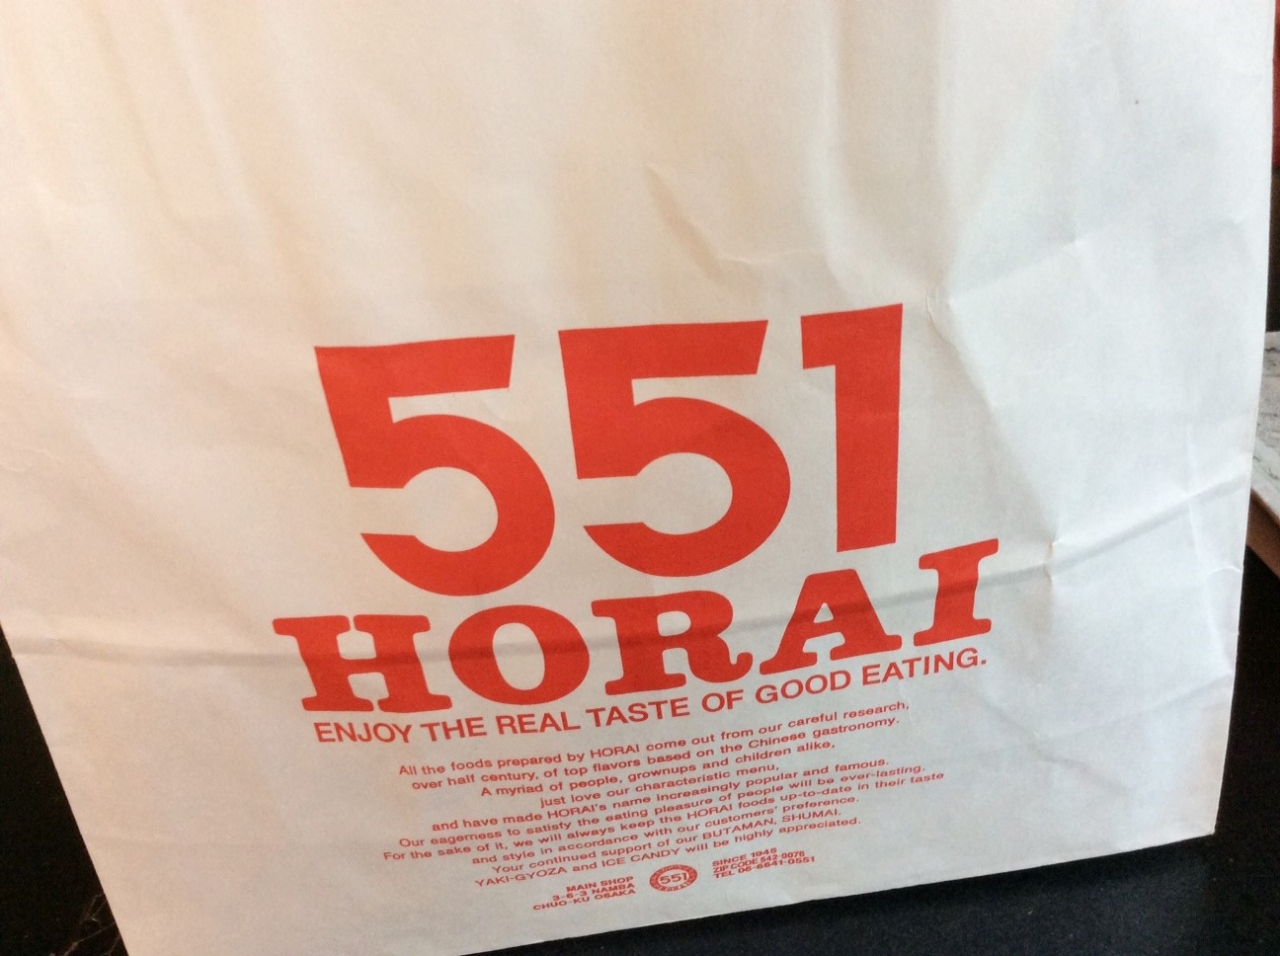 551
HORAI
ENJOY THE REAL TASTE OF GOOD EATING.
All the foods prepared by HORAI come out from our careful research,
over half century, of top flavors based on the Chinese gastronomy.
A myriad of people, grownups and children alike,
just love our characteristic menu,
and have made HORAI's name increasingly popular and famous.
Our eagerness to satisfy the eating pleasure of people will be ever-lasting.
For the sake of it, we will always keep the HORAI foods up-to-date in their taste
and style in accordance with our customers' preference.
Your continued support of our BUTAMAN, SHUMAI,
YAKI-GYOZA and ICE CANDY will be highly appreciated.
MAIN SHOP
3-6-3 NAMBA
CHUO-KU OSAKA
551
SINCE 1945
ZIP CODE 542-0076
TEL 06-6641-0551